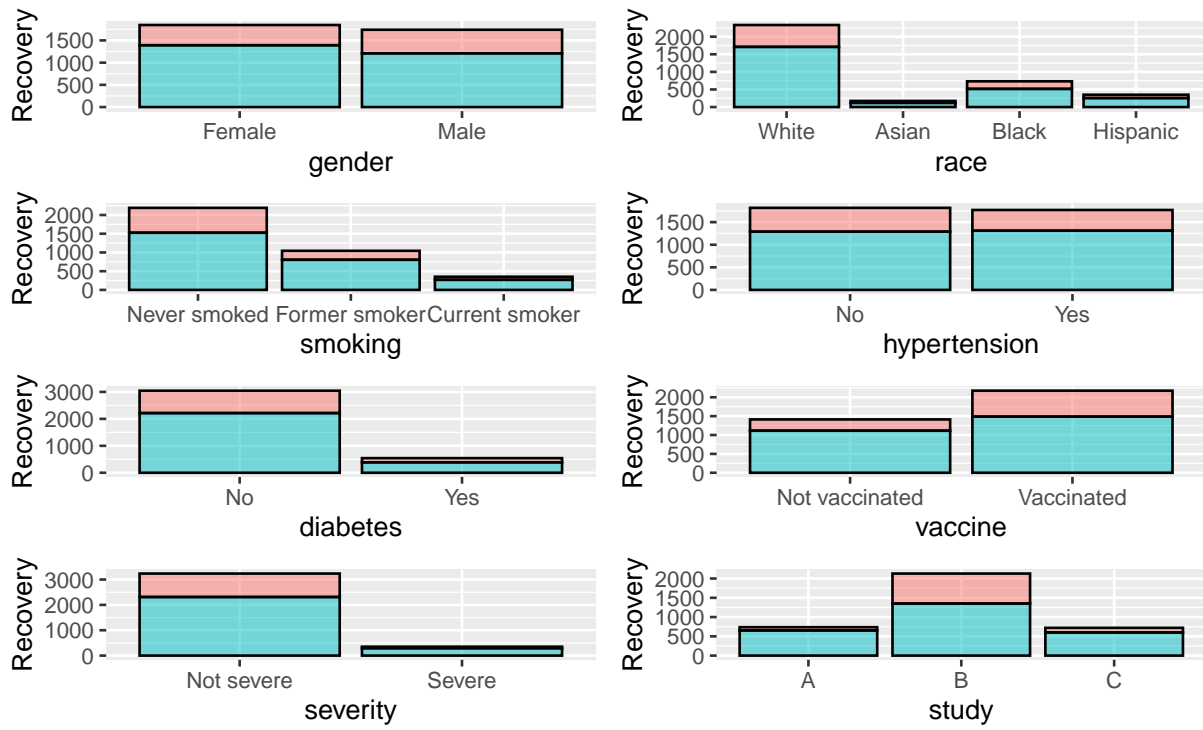 Recovery
1500
1000
500
0
Female Male
gender
Recovery
2000
1500
1000
500
0
White Asian Black Hispanic
race
Recovery
2000
1500
1000
500
0
Never smoked Former smoker Current smoker
smoking
Recovery
1500
1000
500
0
No Yes
hypertension
Recovery
3000
2000
1000
0
No Yes
diabetes
Recovery
2000
1500
1000
500
0
Not vaccinated Vaccinated
vaccine
Recovery
3000
2000
1000
0
Not severe Severe
severity
Recovery
2000
1500
1000
500
0
A B C
study